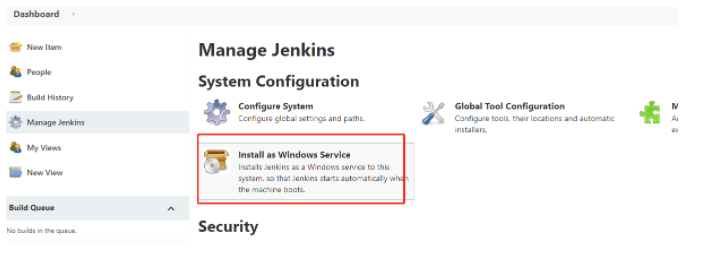 Dashboard
New Item
People
Build History
Manage Jenkins
My Views
New View
Build Queue
No builds in the queue.
Manage Jenkins
System Configuration
Configure System
Configure global settings and paths.
Global Tool Configuration
Configure tools, their locations and automatic
installers.
M
Install as Windows Service
Installs Jenkins as a Windows service to this
system, so that Jenkins starts automatically when
the machine boots.
Security